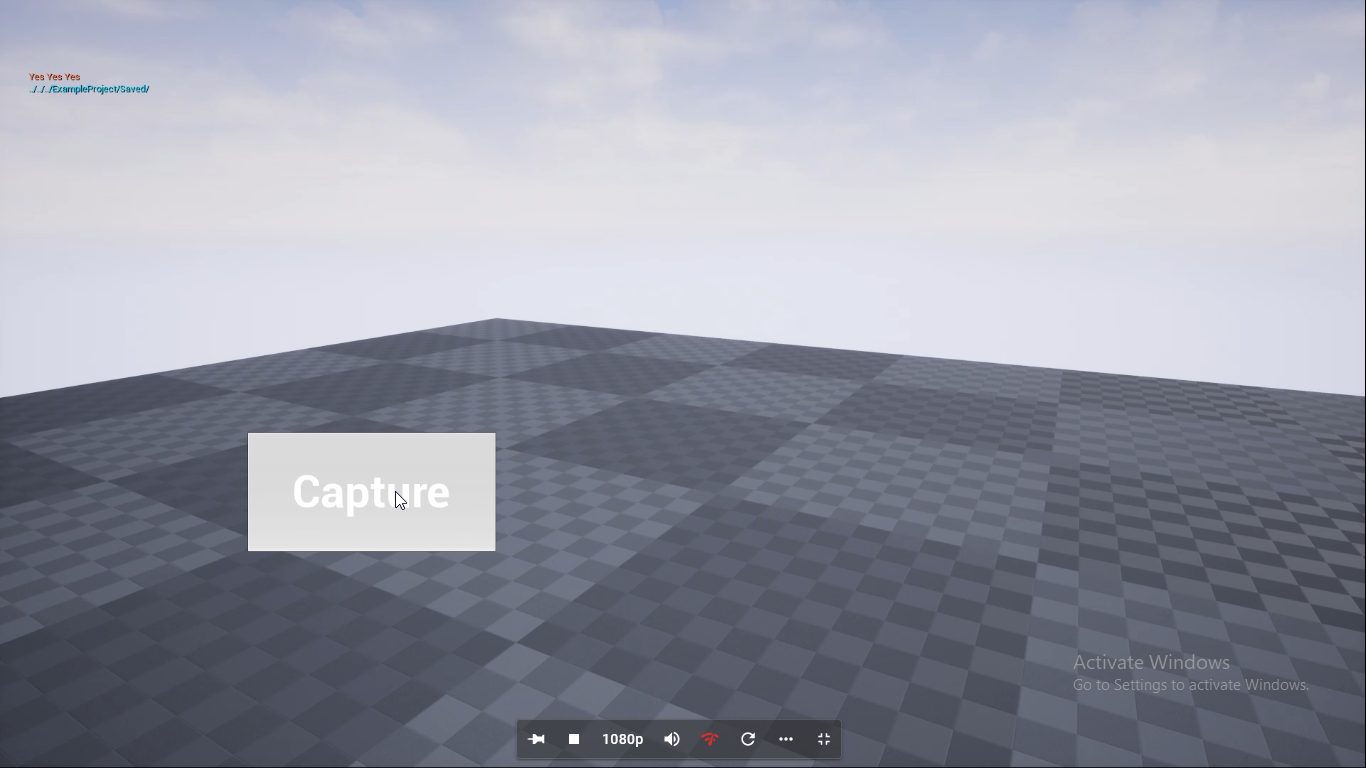 Yes Yes Yes
../../../ExampleProject/Saved/
Capture
Activate Windows
Go to Settings to activate Windows.
1080p